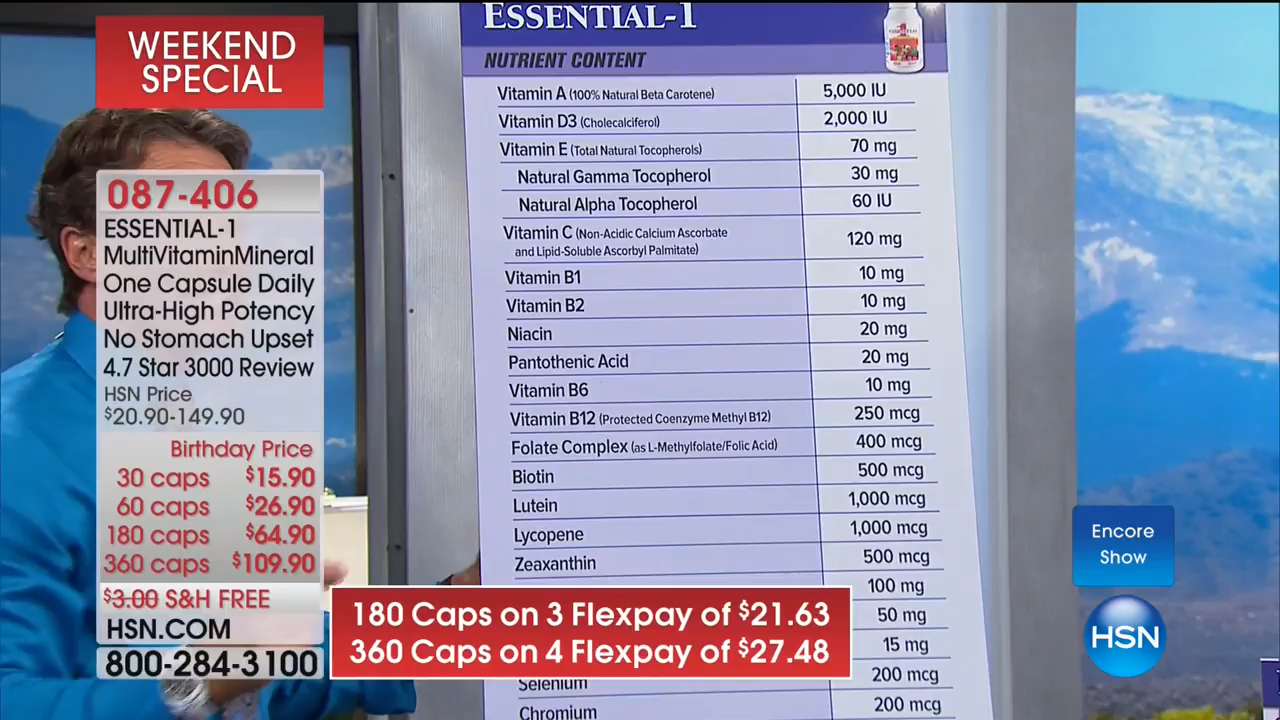 WEEKEND
SPECIAL
087-406
ESSENTIAL-1
MultiVitaminMineral
One Capsule Daily
Ultra-High Potency
No Stomach Upset
4.7 Star 3000 Review
HSN Price
$20.90-149.90
Birthday Price
30 caps $15.90
60 caps $26.90
180 caps $64.90
360 caps $109.90
$3.00 S&H FREE
HSN.COM
800-284-3100
ESSENTIAL-1
NUTRIENT CONTENT
Vitamin A (100% Natural Beta Carotene) 5,000 IU
Vitamin D3 (Cholecalciferol) 2,000 IU
Vitamin E (Total Natural Tocopherols) 70 mg
Natural Gamma Tocopherol 30 mg
Natural Alpha Tocopherol 60 IU
Vitamin C (Non-Acidic Calcium Ascorbate
and Lipid-Soluble Ascorbyl Palmitate) 120 mg
Vitamin B1 10 mg
Vitamin B2 10 mg
Niacin 20 mg
Pantothenic Acid 20 mg
Vitamin B6 10 mg
Vitamin B12 (Protected Coenzyme Methyl B12) 250 mcg
Folate Complex (as L-Methylfolate/Folic Acid) 400 mcg
Biotin 500 mcg
Lutein 1,000 mcg
Lycopene 1,000 mcg
Zeaxanthin 500 mcg
100 mg
50 mg
15 mg
Selenium 200 mcg
Chromium 200 mcg
180 Caps on 3 Flexpay of $21.63
360 Caps on 4 Flexpay of $27.48
Encore
Show
HSN